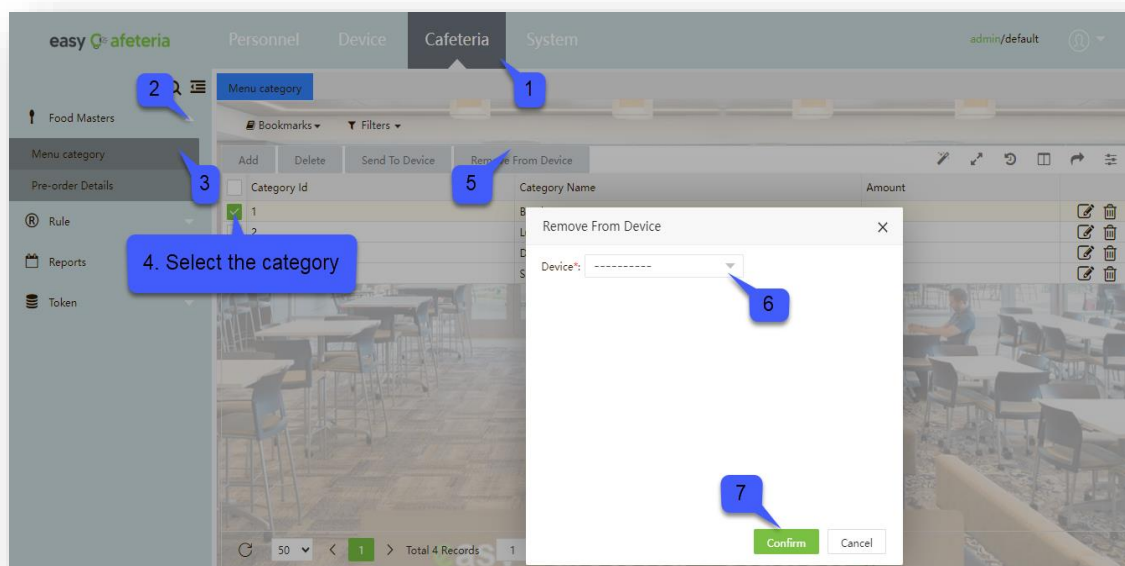 easy Cafeteria
Personnel Device Cafeteria System
admin/default
1
2
Menu category
Food Masters
Bookmarks Filters
Menu category
3
Add Delete Send To Device Remove From Device
5
Pre-order Details
Category Id Category Name Amount
1
2
Rule
4. Select the category
Remove From Device
Reports
Device*: ----------
6
Token
7
Confirm Cancel
50 1 Total 4 Records 1